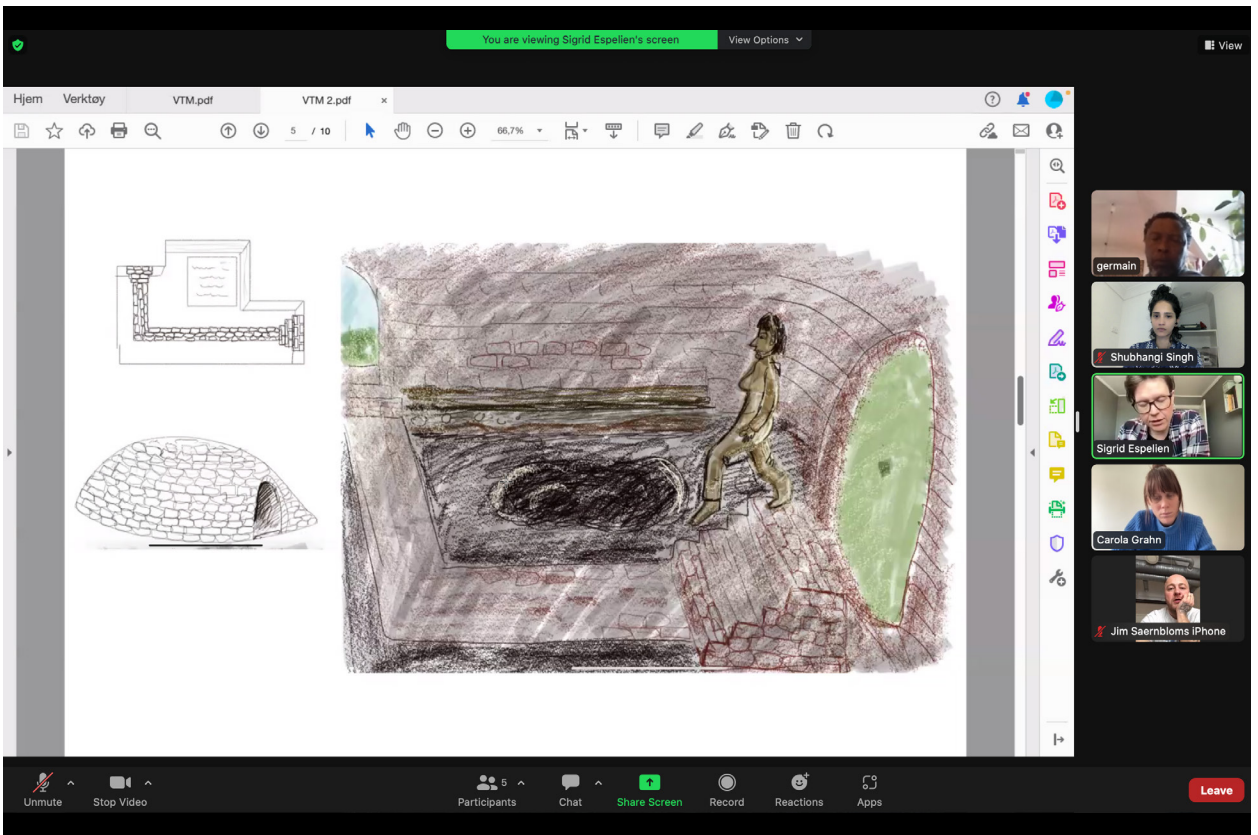 You are viewing Sigrid Espelien's screen View Options
View
Hjem Verktøy VTM.pdf VTM 2.pdf ×
5 / 10 66,7%
germain
Shubhangi Singh
Sigrid Espelien
Carola Grahn
Jim Saernbloms iPhone
Unmute Stop Video Participants 5 Chat Share Screen Record Reactions Apps Leave